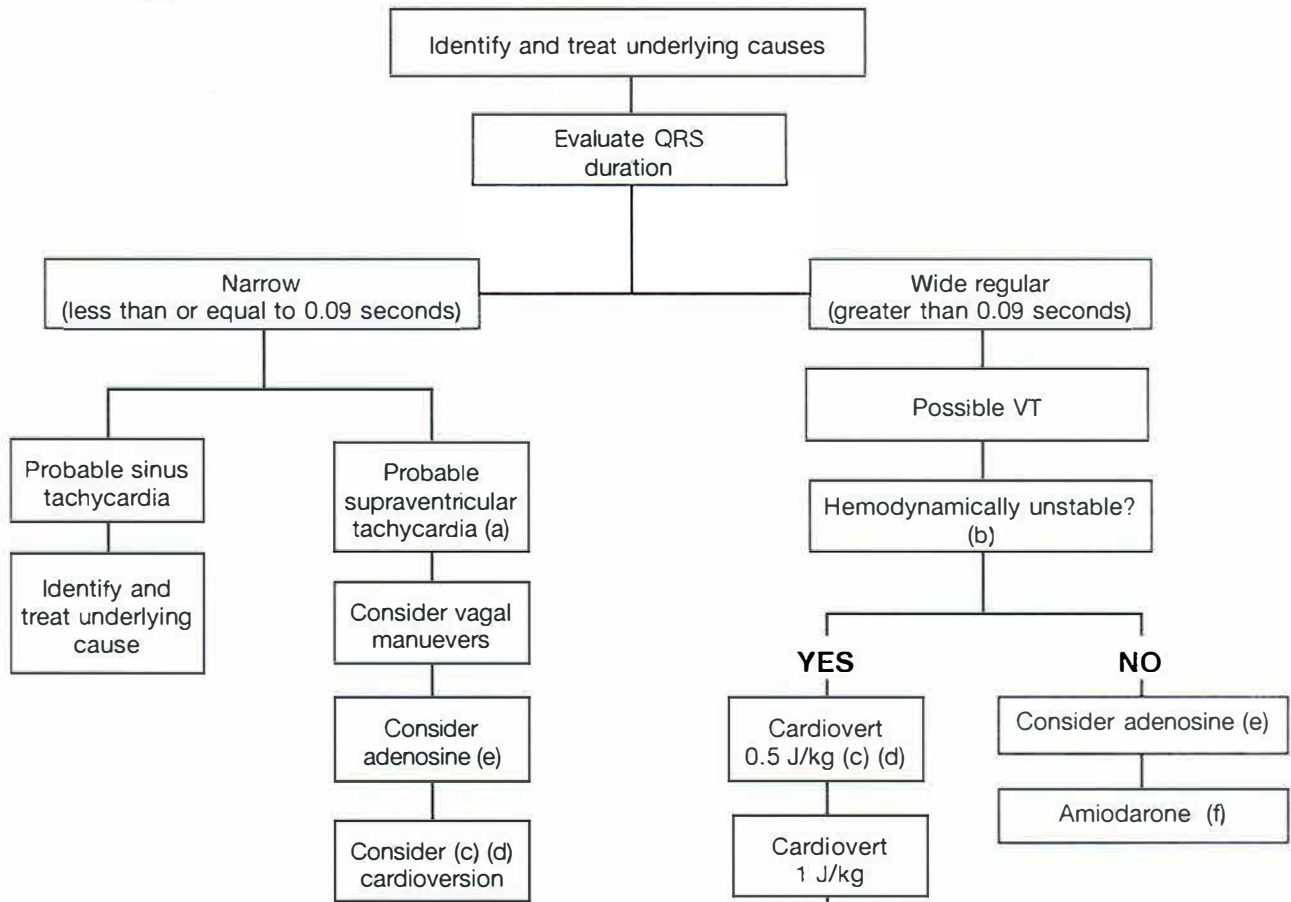 Identify and treat underlying causes
Evaluate QRS
duration
Narrow
(less than or equal to 0.09 seconds)
Wide regular
(greater than 0.09 seconds)
Probable sinus
tachycardia
Identify and
treat underlying
cause
Probable
supraventricular
tachycardia (a)
Consider vagal
manuevers
Consider
adenosine (e)
Consider (c) (d)
cardioversion
Possible VT
Hemodynamically unstable?
(b)
YES
Cardiovert
0.5 J/kg (c) (d)
Cardiovert
1 J/kg
NO
Consider adenosine (e)
Amiodarone (f)